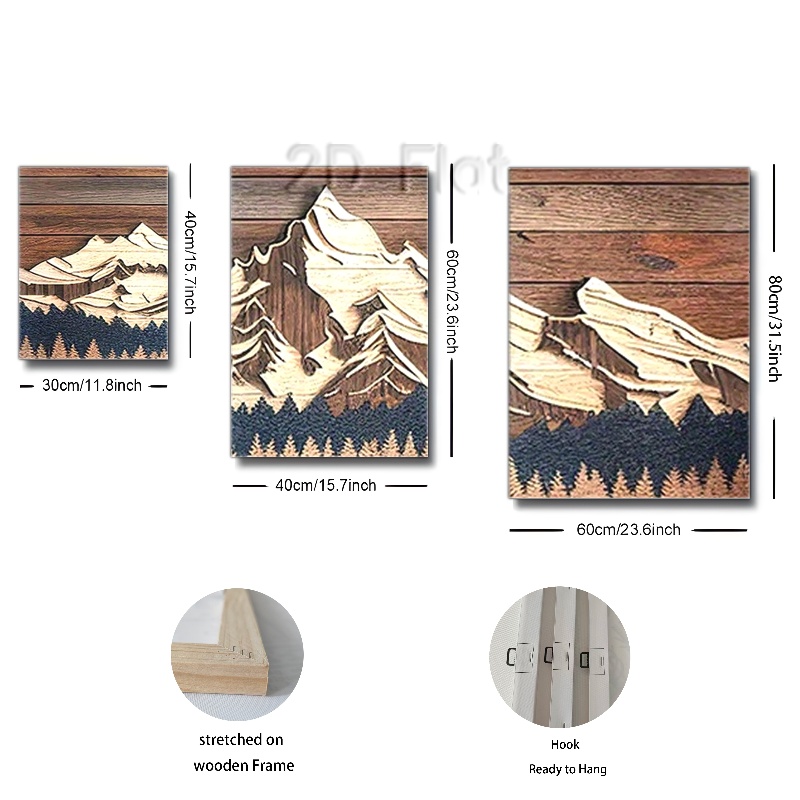 2D Flat
40cm/15.7inch
30cm/11.8inch
60cm/23.6inch
40cm/15.7inch
80cm/31.5inch
60cm/23.6inch
stretched on
wooden Frame
Hook
Ready to Hang